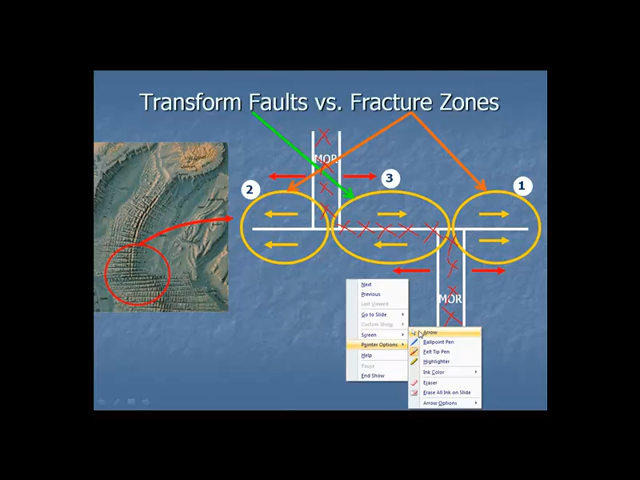 Transform Faults vs. Fracture Zones
MOR
2
3
1
MOR
Next
Previous
Last Viewed
Go to Slide
Custom Show
Screen
Pointer Options
Help
Pause
End Show
Arrow
Ballpoint Pen
Felt Tip Pen
Highlighter
Ink Color
Eraser
Erase All Ink on Slide
Arrow Options